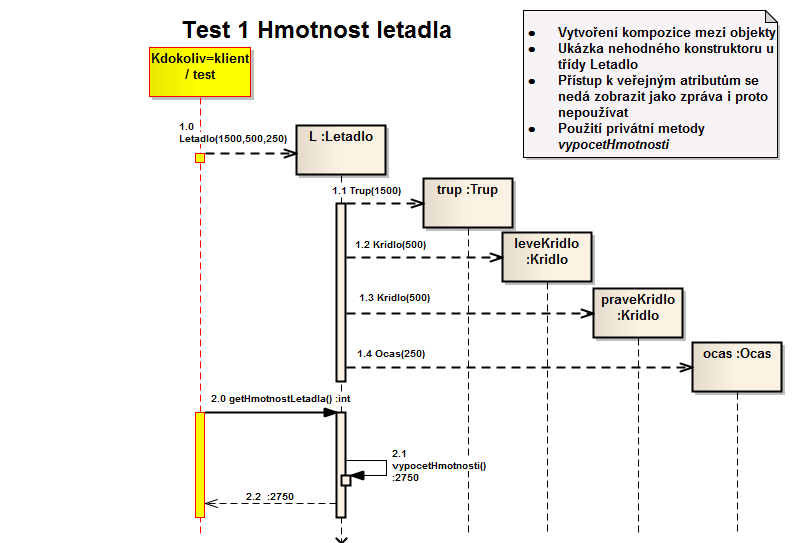 Test 1 Hmotnost letadla
Vytvoření kompozice mezi objekty
Ukázka nehodného konstruktoru u
třídy Letadlo
Přístup k veřejným atributům se
nedá zobrazit jako zpráva i proto
nepoužívat
Použití privátní metody
vypocetHmotnosti
Kdokoliv=klient
/ test
1.0
Letadlo(1500,500,250)
L :Letadlo
1.1 Trup(1500)
trup :Trup
1.2 Kridlo(500)
leveKridlo
:Kridlo
1.3 Kridlo(500)
praveKridlo
:Kridlo
1.4 Ocas(250)
ocas :Ocas
2.0 getHmotnostLetadla() :int
2.1
vypocetHmotnosti()
:2750
2.2 :2750